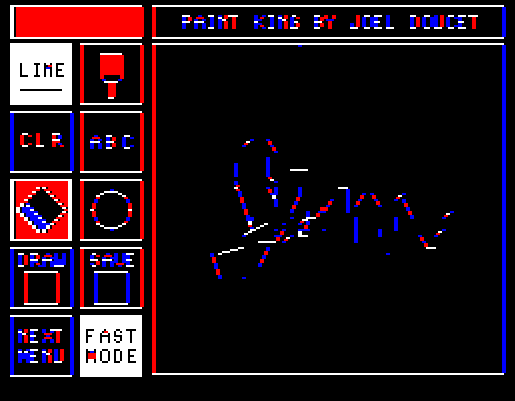 PAINT KING BY JOEL DOUCET
LINE
CLR
ABC
DRAW
SAVE
NEXT
MENU
FAST
MODE